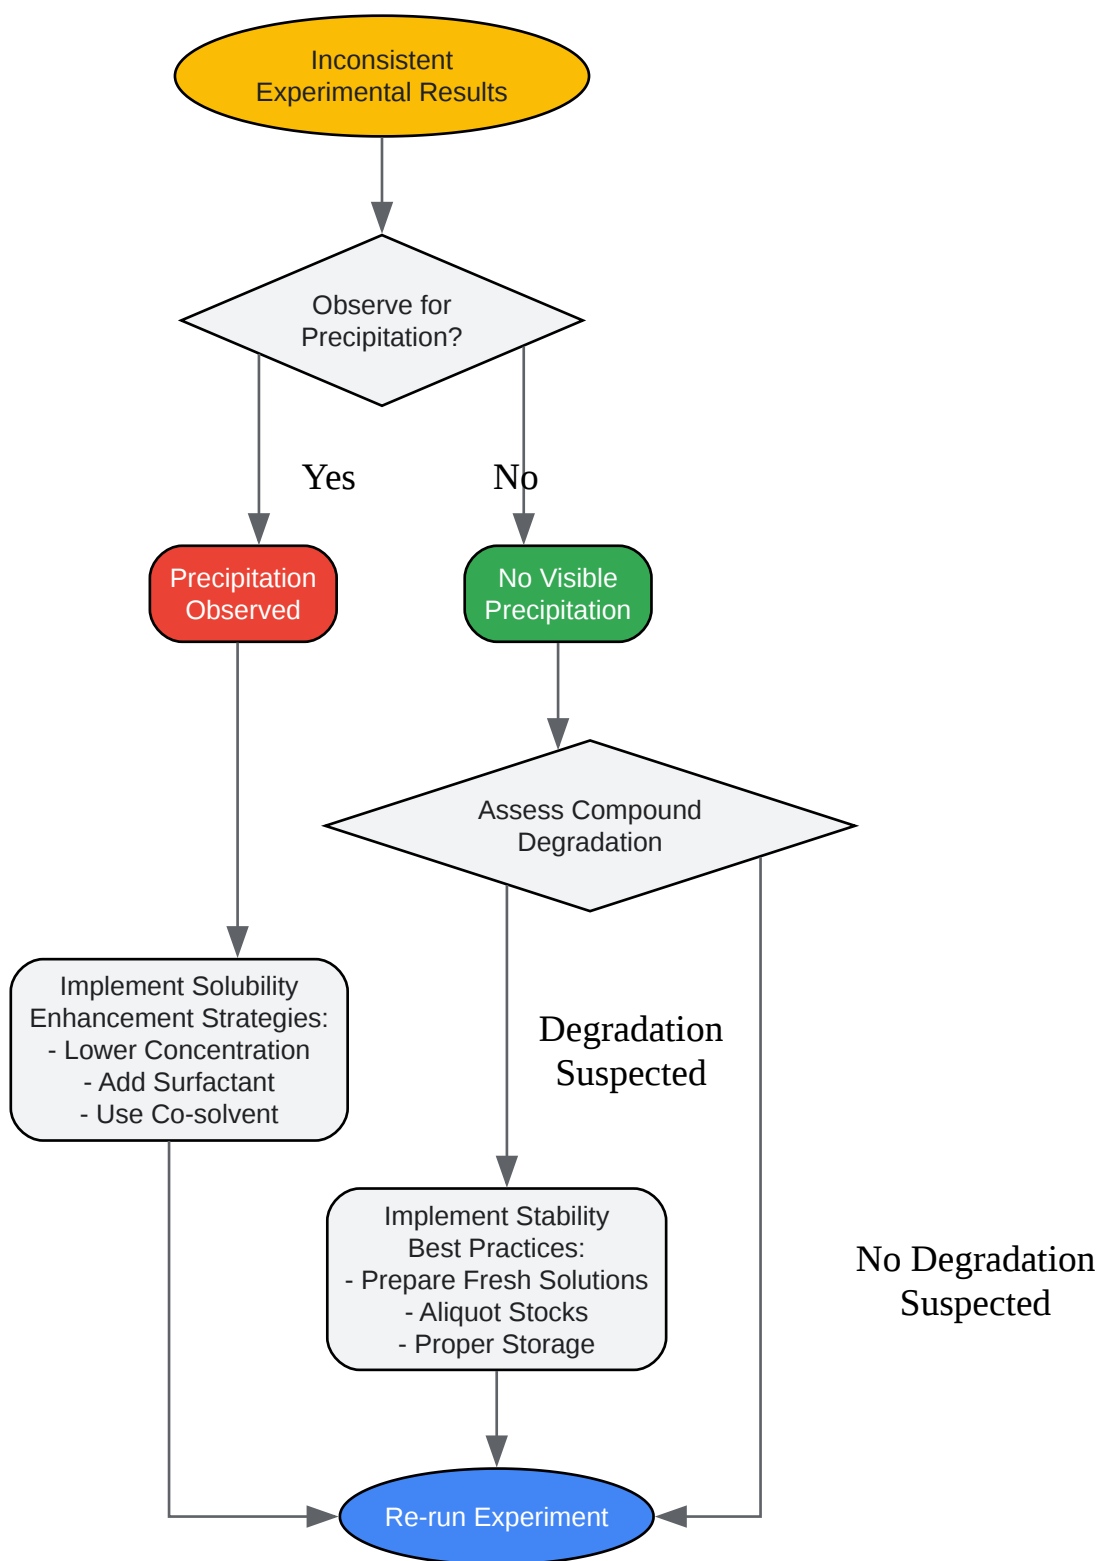 Inconsistent
Experimental Results
Observe for
Precipitation?
Yes
No
Precipitation
Observed
No Visible
Precipitation
Assess Compound
Degradation
Implement Solubility
Enhancement Strategies:
- Lower Concentration
- Add Surfactant
- Use Co-solvent
Degradation
Suspected
Implement Stability
Best Practices:
- Prepare Fresh Solutions
- Aliquot Stocks
- Proper Storage
No Degradation
Suspected
Re-run Experiment